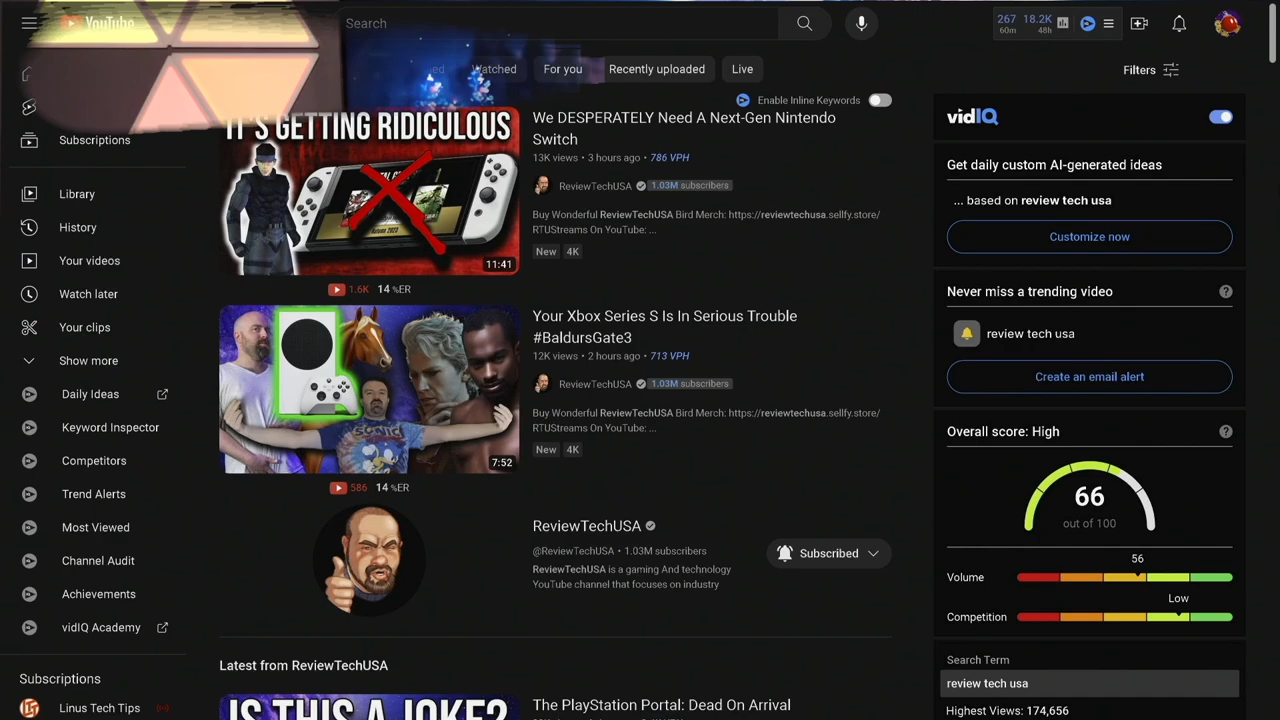 YouTube
Search
267 18.2K
60m 48h
Watched
For you
Recently uploaded
Live
Filters
Enable Inline Keywords
Subscriptions
Library
History
Your videos
Watch later
Your clips
Show more
Daily Ideas
Keyword Inspector
Competitors
Trend Alerts
Most Viewed
Channel Audit
Achievements
vidIQ Academy
Subscriptions
Linus Tech Tips
IT'S GETTING RIDICULOUS
11:41
1.6K 14 %ER
We DESPERATELY Need A Next-Gen Nintendo
Switch
13K views • 3 hours ago • 786 VPH
ReviewTechUSA 1.03M subscribers
Buy Wonderful ReviewTechUSA Bird Merch: https://reviewtechusa.sellfy.store/
RTUStreams On YouTube: ...
New 4K
SONIC
7:52
586 14 %ER
Your Xbox Series S Is In Serious Trouble
#BaldursGate3
12K views • 2 hours ago • 713 VPH
ReviewTechUSA 1.03M subscribers
Buy Wonderful ReviewTechUSA Bird Merch: https://reviewtechusa.sellfy.store/
RTUStreams On YouTube: ...
New 4K
ReviewTechUSA
@ReviewTechUSA • 1.03M subscribers
ReviewTechUSA is a gaming And technology
YouTube channel that focuses on industry
Subscribed
Latest from ReviewTechUSA
IS THIS A JOKE?
The PlayStation Portal: Dead On Arrival
vidIQ
Get daily custom AI-generated ideas
... based on review tech usa
Customize now
Never miss a trending video
?
review tech usa
Create an email alert
Overall score: High
?
66
out of 100
56
Volume
Low
Competition
Search Term
review tech usa
Highest Views: 174,656